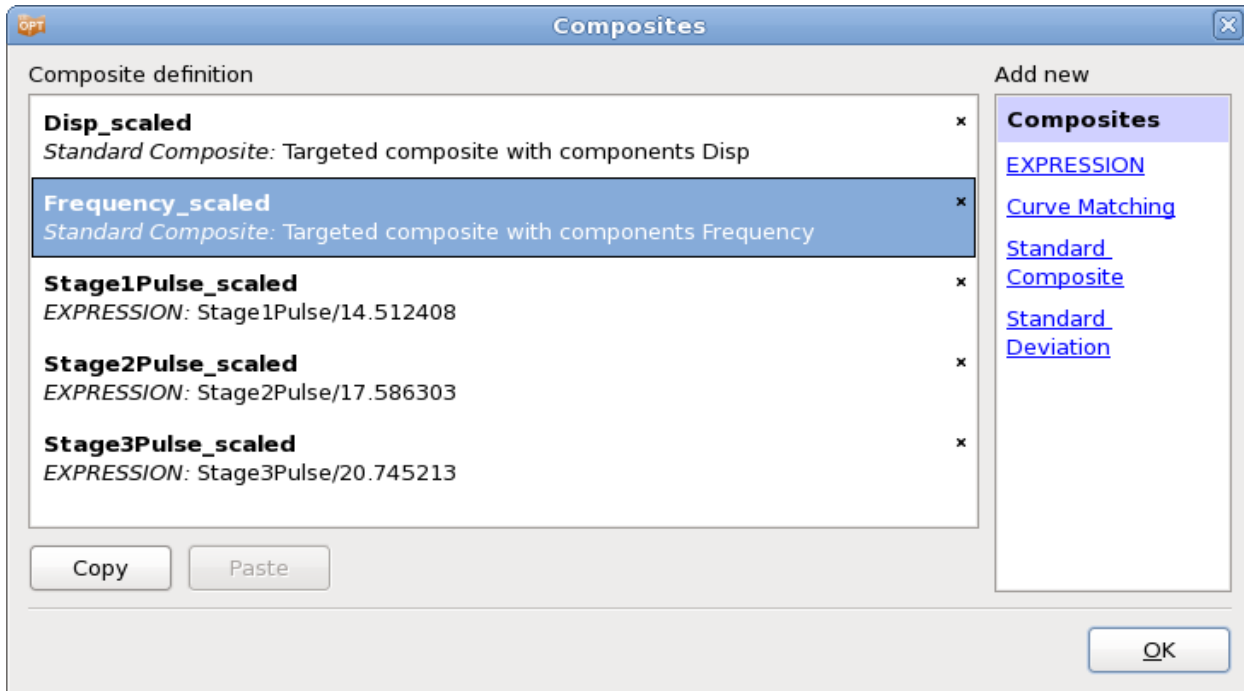 OPT
Composites
Composite definition
Add new
Disp_scaled
Standard Composite: Targeted composite with components Disp
Frequency_scaled
Standard Composite: Targeted composite with components Frequency
Stage1Pulse_scaled
EXPRESSION: Stage1Pulse/14.512408
Stage2Pulse_scaled
EXPRESSION: Stage2Pulse/17.586303
Stage3Pulse_scaled
EXPRESSION: Stage3Pulse/20.745213
Composites
EXPRESSION
Curve Matching
Standard
Composite
Standard
Deviation
Copy
Paste
OK